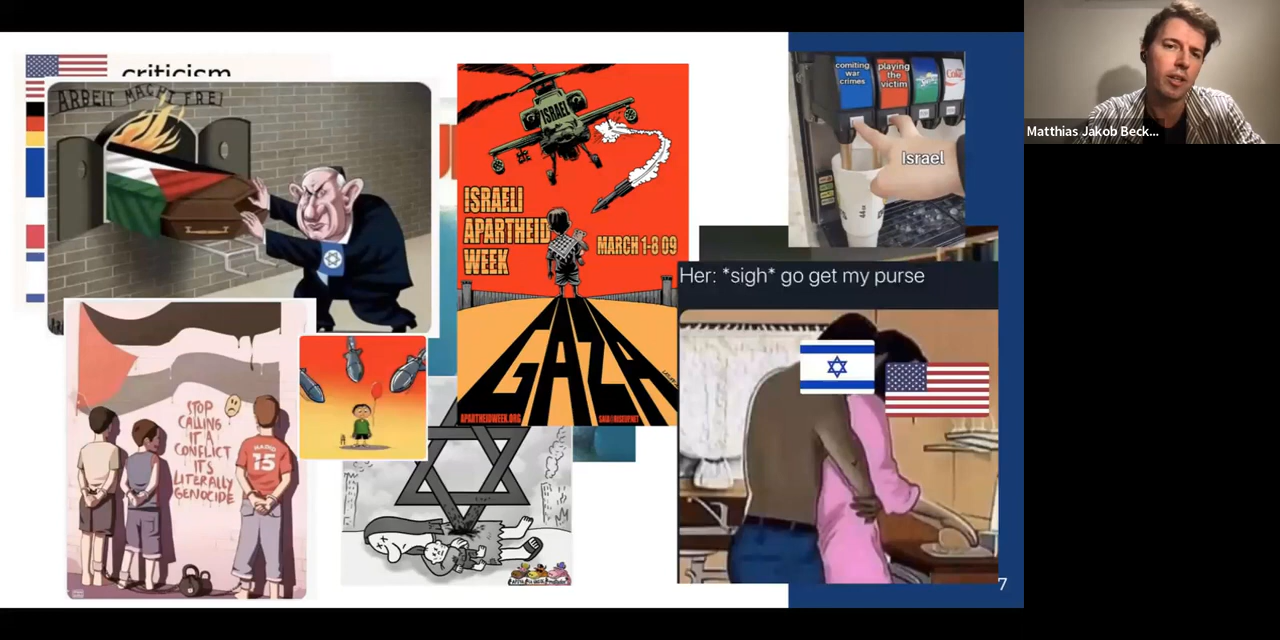 criticism
ARBEIT MACHT FREI
STOP
CALLING
IT A
CONFLICT
ITS
LITERALLY
GENOCIDE
15
ISRAEL
ISRAELI
APARTHEID
WEEK
MARCH 1-8 09
GAZA
APARTHEIDWEEK.ORG
comiting
war
crimes
playing
the
victim
Israel
Her: *sigh* go get my purse
7
Matthias Jakob Beck...